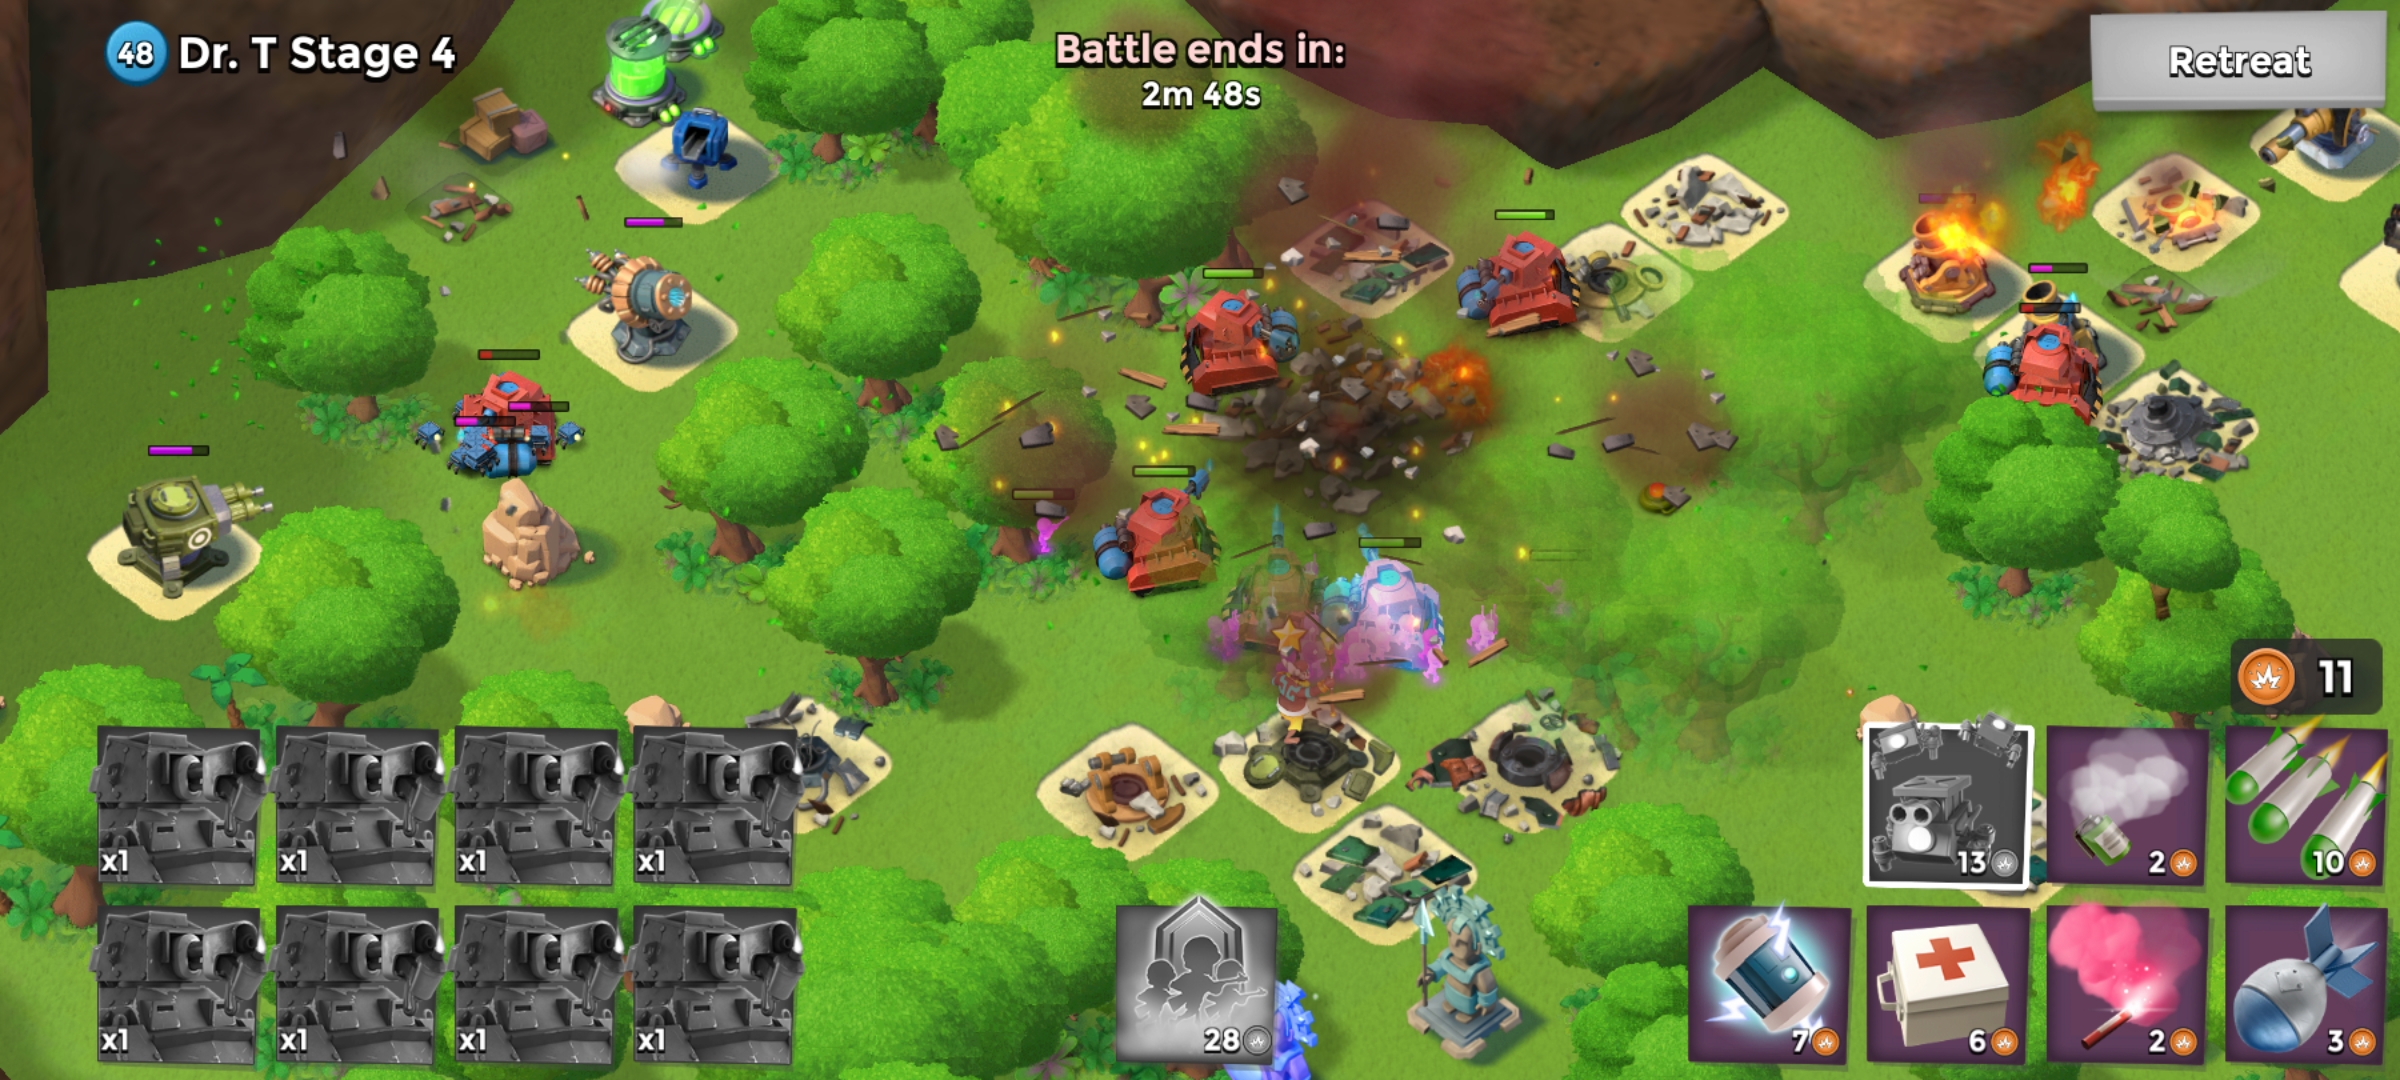 48 Dr. T Stage 4
Battle ends in:
2m 48s
Retreat
11
x1 x1 x1 x1
13 2 10
x1 x1 x1 x1
28 7 6 2 3